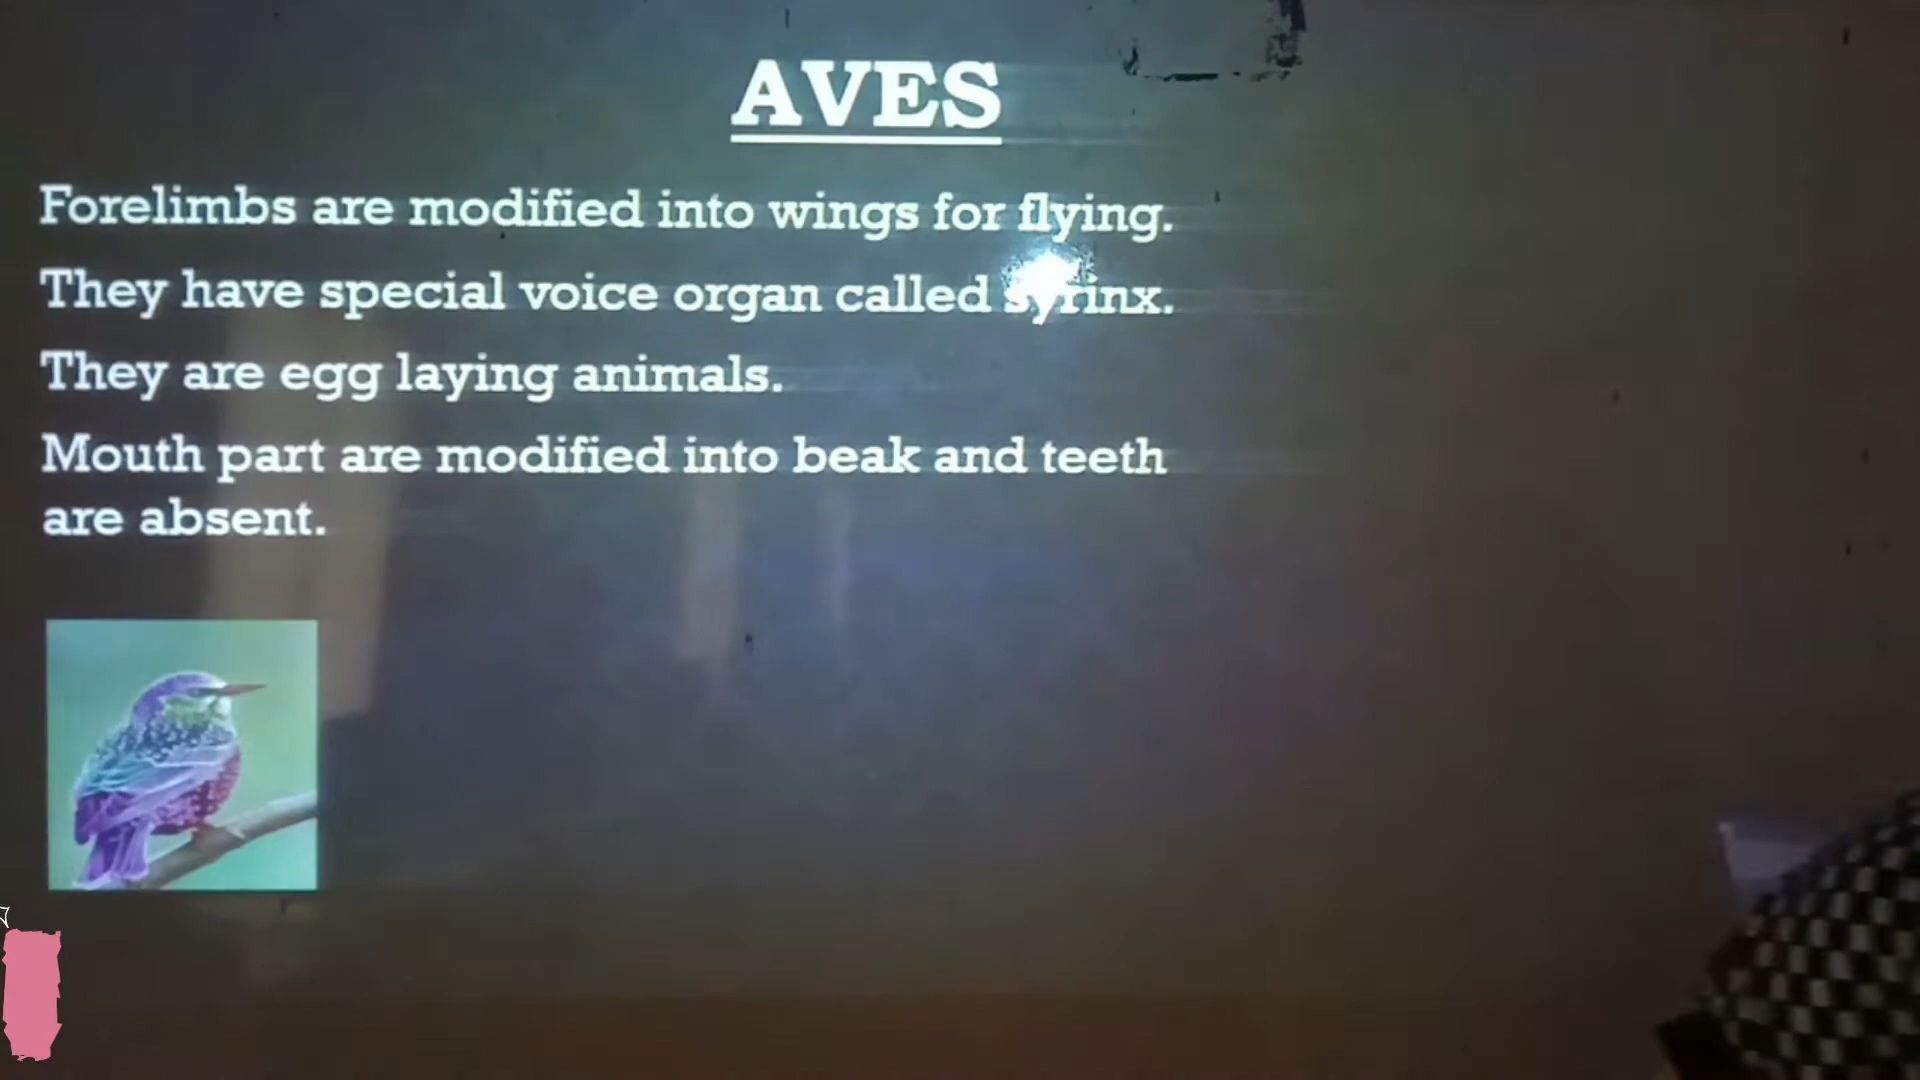 AVES
Forelimbs are modified into wings for flying.
They have special voice organ called syrinx.
They are egg laying animals.
Mouth part are modified into beak and teeth
are absent.